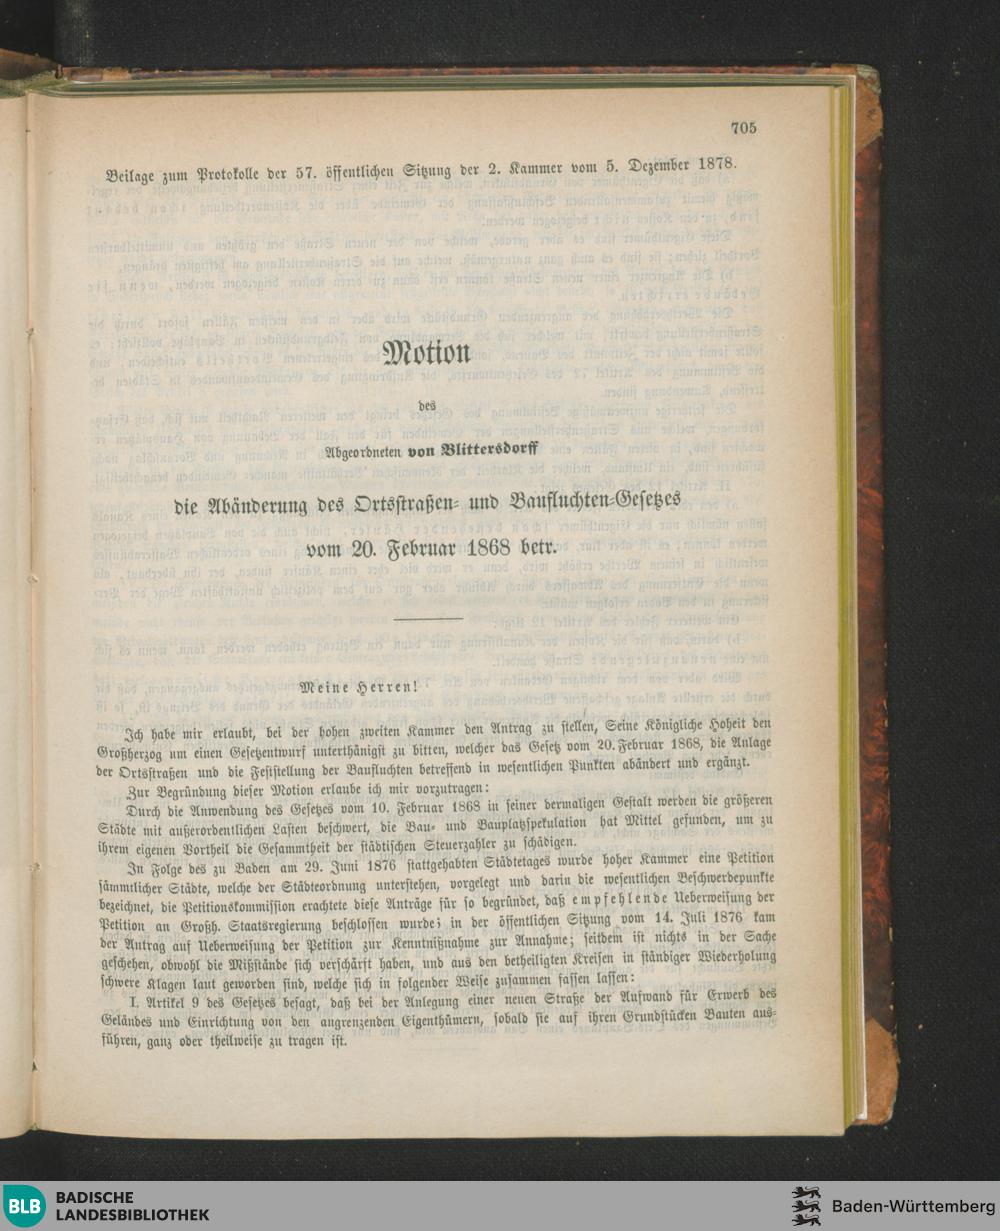 705
Beilage zum Protokolle der 57. öffentlichen Sitzung der 2. Kammer vom 5. Dezember 1878.
Motion
des
Abgeordneten von Blittersdorff
die Abänderung des Ortsstraßen- und Baufluchten-Gesetzes
vom 20. Februar 1868 betr.
Meine Herren!
Ich habe mir erlaubt, bei der hohen zweiten Kammer den Antrag zu stellen, Seine Königliche Hoheit den
Großherzog um einen Gesetzentwurf unterthänigst zu bitten, welcher das Gesetz vom 20. Februar 1868, die Anlage
der Ortsstraßen und die Feststellung der Baufluchten betreffend in wesentlichen Punkten abändert und ergänzt.
Zur Begründung dieser Motion erlaube ich mir vorzutragen:
Durch die Anwendung des Gesetzes vom 10. Februar 1868 in seiner dermaligen Gestalt werden die größeren
Städte mit außerordentlichen Lasten beschwert, die Bau- und Bauplatzspekulation hat Mittel gefunden, um zu
ihrem eigenen Vortheil die Gesammtheit der städtischen Steuerzahler zu schädigen.
In Folge des zu Baden am 29. Juni 1876 stattgehabten Städtetages wurde hoher Kammer eine Petition
sämmtlicher Städte, welche der Städteordnung unterstehen, vorgelegt und darin die wesentlichen Beschwerdepunkte
bezeichnet, die Petitionskommission erachtete diese Anträge für so begründet, daß empfehlende Ueberweisung der
Petition an Großh. Staatsregierung beschlossen wurde; in der öffentlichen Sitzung vom 14. Juli 1876 kam
der Antrag auf Ueberweisung der Petition zur Kenntnißnahme zur Annahme; seitdem ist nichts in der Sache
geschehen, obwohl die Mißstände sich verschärft haben, und aus den betheiligten Kreisen in ständiger Wiederholung
schwere Klagen laut geworden sind, welche sich in folgender Weise zusammen fassen lassen:
I. Artikel 9 des Gesetzes besagt, daß bei der Anlegung einer neuen Straße der Aufwand für Erwerb des
Geländes und Einrichtung von den angrenzenden Eigenthümern, sobald sie auf ihren Grundstücken Bauten aus-
führen, ganz oder theilweise zu tragen ist.
BLB BADISCHE
LANDESBIBLIOTHEK
Baden-Württemberg